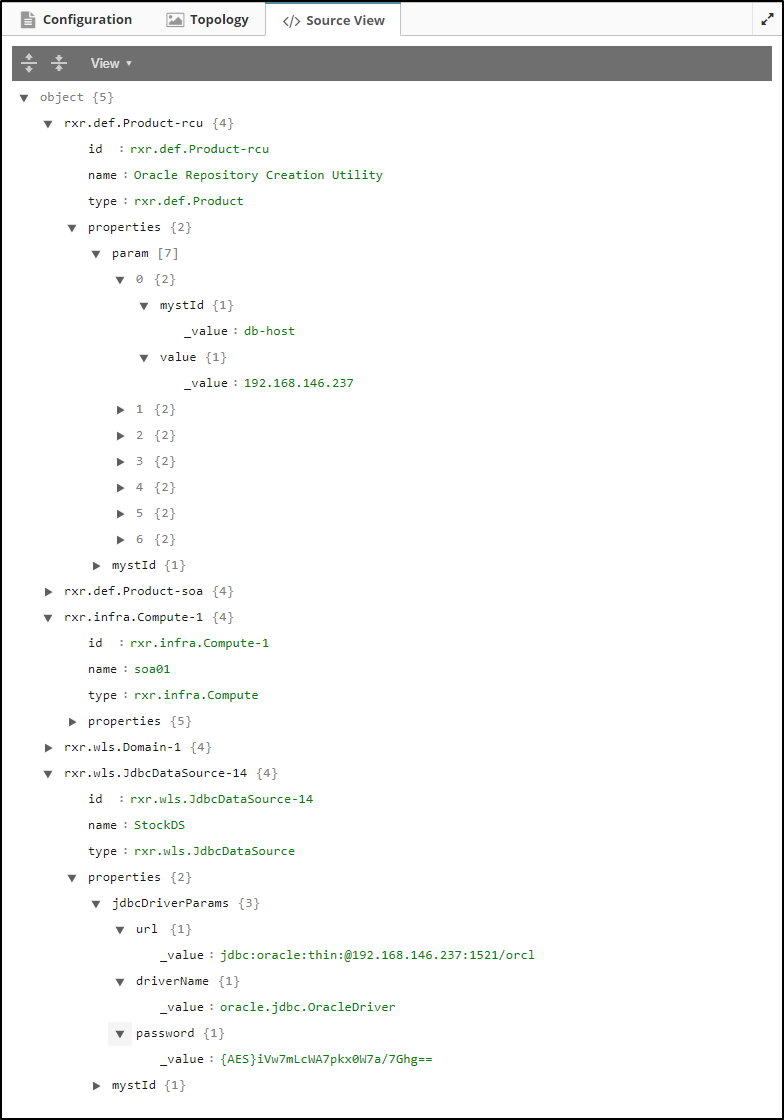 Configuration Topology </> Source View
View
object {5}
rxr.def.Product-rcu {4}
id : rxr.def.Product-rcu
name : Oracle Repository Creation Utility
type : rxr.def.Product
properties {2}
param [7]
0 {2}
mystId {1}
_value : db-host
value {1}
_value : 192.168.146.237
1 {2}
2 {2}
3 {2}
4 {2}
5 {2}
6 {2}
mystId {1}
rxr.def.Product-soa {4}
rxr.infra.Compute-1 {4}
id : rxr.infra.Compute-1
name : soa01
type : rxr.infra.Compute
properties {5}
rxr.wls.Domain-1 {4}
rxr.wls.JdbcDataSource-14 {4}
id : rxr.wls.JdbcDataSource-14
name : StockDS
type : rxr.wls.JdbcDataSource
properties {2}
jdbcDriverParams {3}
url {1}
_value : jdbc:oracle:thin:@192.168.146.237:1521/orcl
driverName {1}
_value : oracle.jdbc.OracleDriver
password {1}
_value : {AES}iVw7mLcWA7pkx0W7a/7Ghg==
mystId {1}